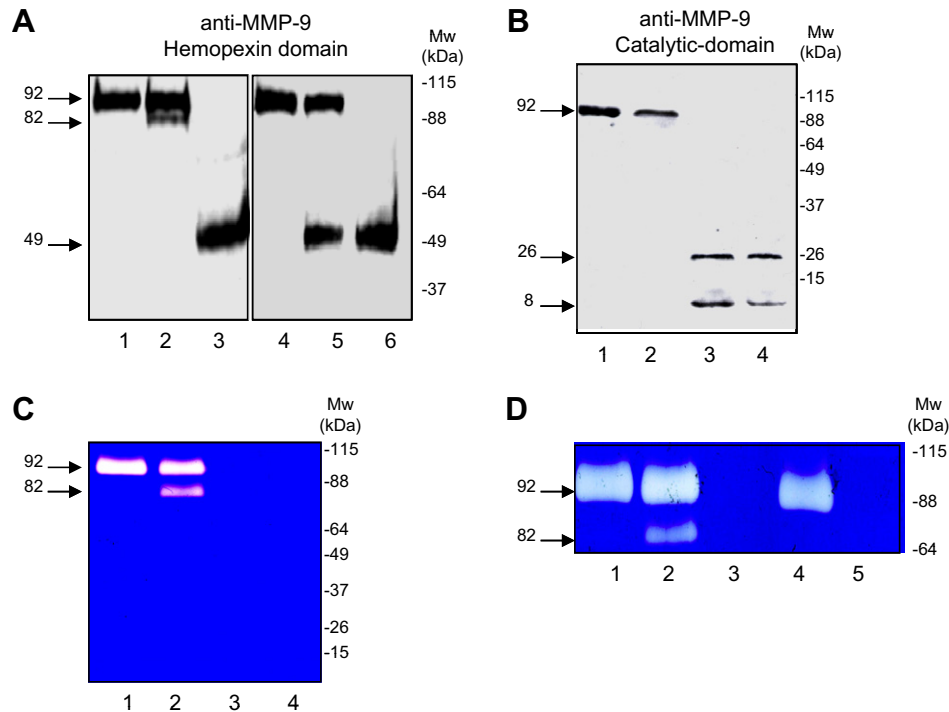 A
anti-MMP-9
Hemopexin domain
Mw
(kDa)
92
82
49
-115
-88
-64
-49
-37
1 2 3 4 5 6
B
anti-MMP-9
Catalytic-domain
Mw
(kDa)
92
26
8
-115
-88
-64
-49
-37
-26
-15
1 2 3 4
C
Mw
(kDa)
92
82
-115
-88
-64
-49
-37
-26
-15
1 2 3 4
D
Mw
(kDa)
92
82
-115
-88
-64
1 2 3 4 5